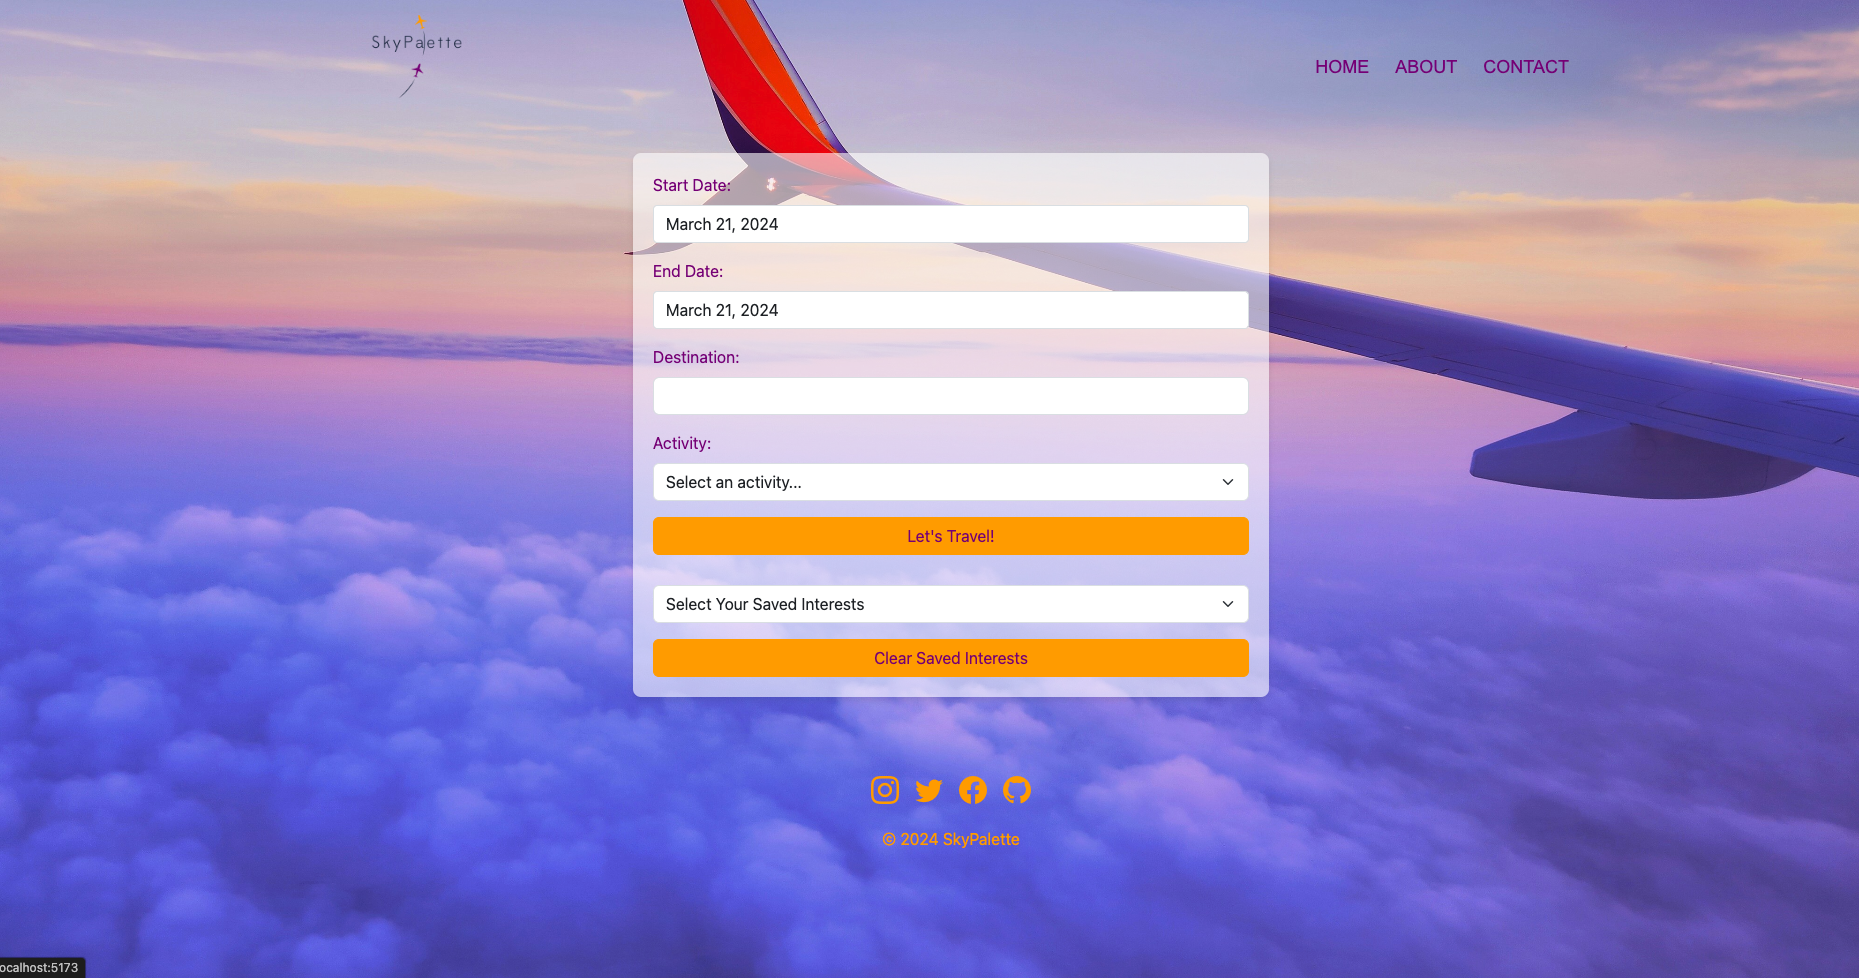 SkyPalette
HOME ABOUT CONTACT
Start Date:
March 21, 2024
End Date:
March 21, 2024
Destination:
Activity:
Select an activity...
Let's Travel!
Select Your Saved Interests
Clear Saved Interests
© 2024 SkyPalette
ocalhost:5173